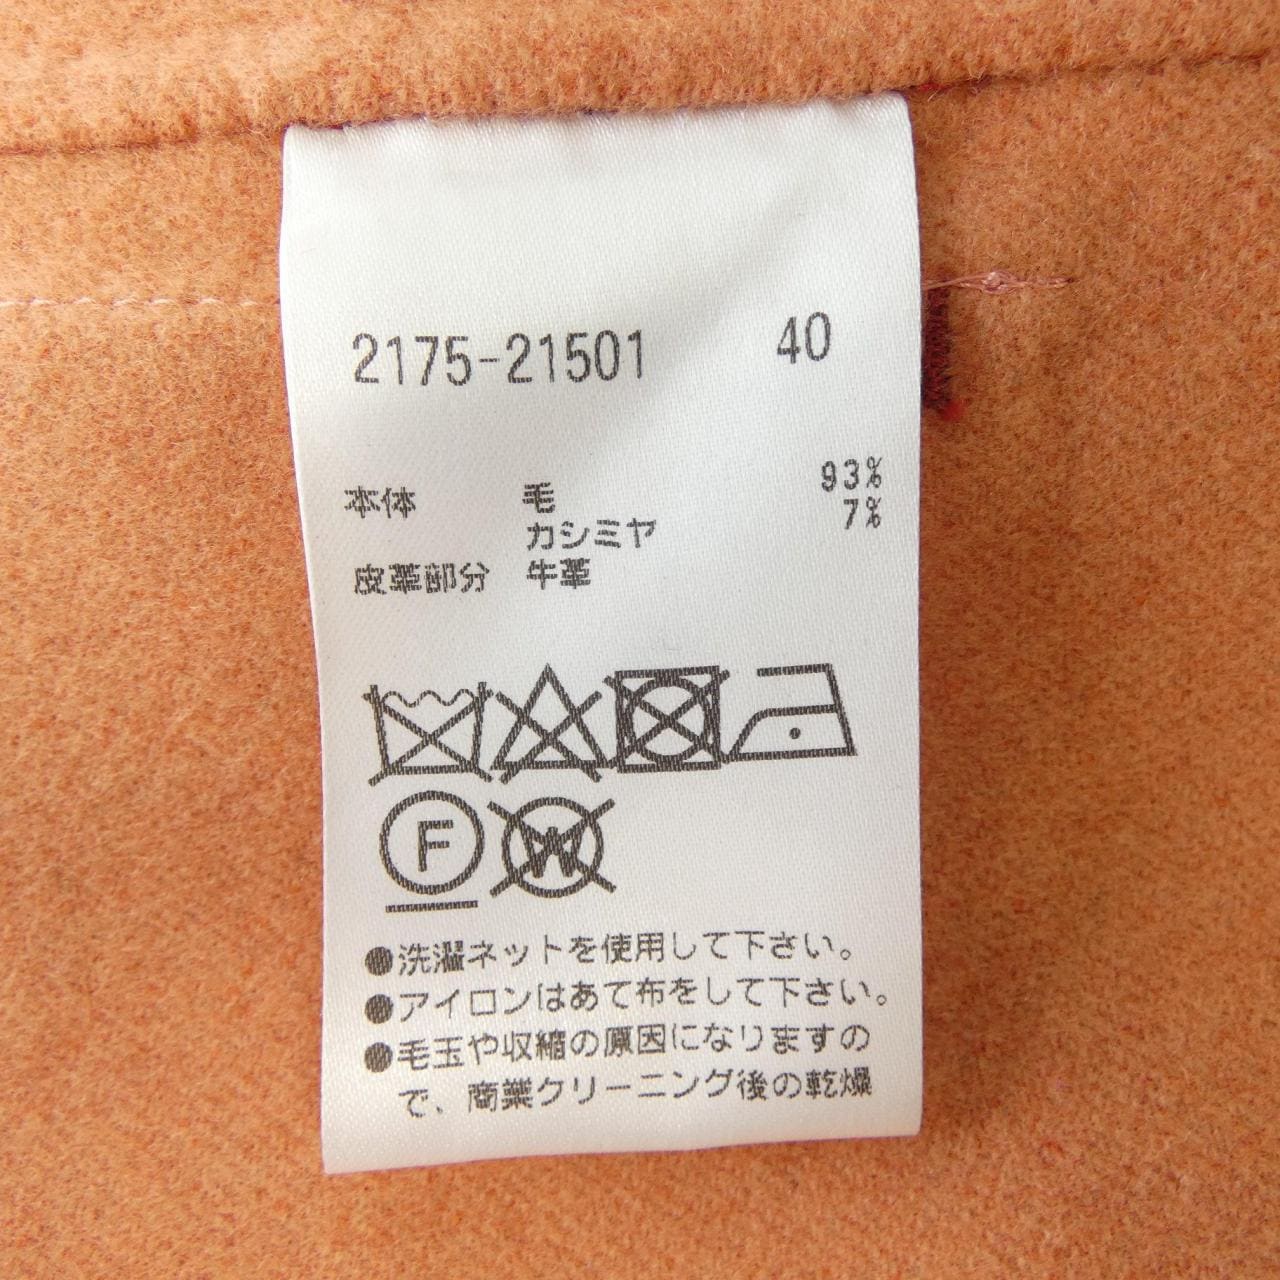 2175-21501 40
本体 毛 93%
カシミヤ 7%
皮革部分 牛革
F W
●洗濯ネットを使用して下さい。
●アイロンはあて布をして下さい。
●毛玉や収縮の原因になりますの
で、商業クリーニング後の乾燥